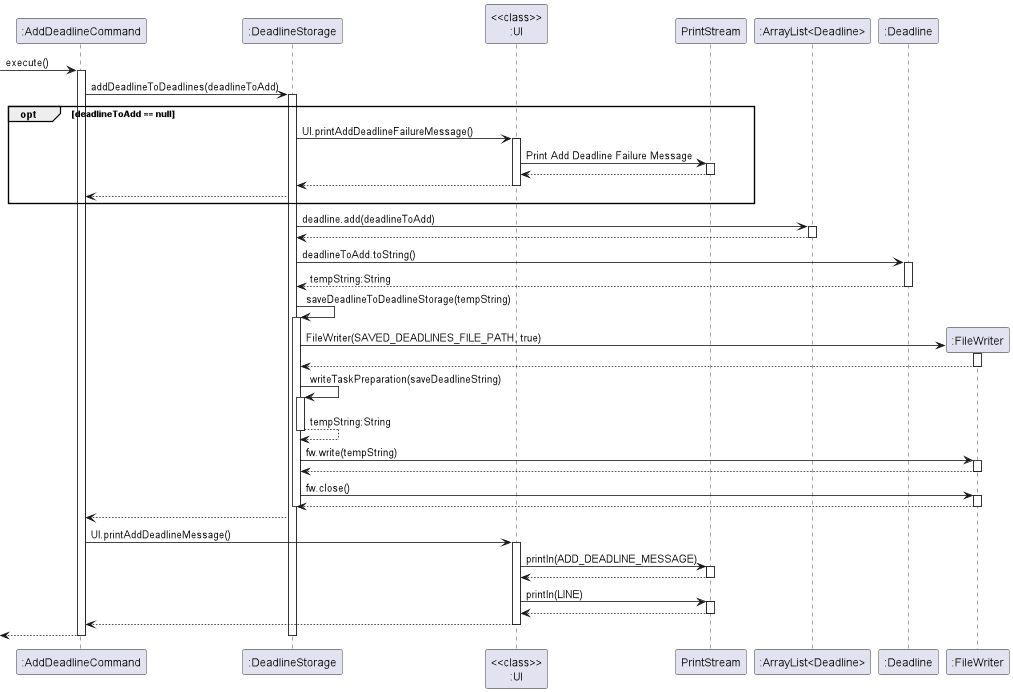 :AddDeadlineCommand
:DeadlineStorage
<<class>>
:UI
PrintStream
:ArrayList<Deadline>
:Deadline
execute()
addDeadlineToDeadlines(deadlineToAdd)
opt
[deadlineToAdd == null]
UI.printAddDeadlineFailureMessage()
Print Add Deadline Failure Message
deadline.add(deadlineToAdd)
deadlineToAdd.toString()
tempString:String
saveDeadlineToDeadlineStorage(tempString)
FileWriter(SAVED_DEADLINES_FILE_PATH, true)
:FileWriter
writeTaskPreparation(saveDeadlineString)
tempString:String
fw.write(tempString)
fw.close()
UI.printAddDeadlineMessage()
println(ADD_DEADLINE_MESSAGE)
println(LINE)
:AddDeadlineCommand
:DeadlineStorage
<<class>>
:UI
PrintStream
:ArrayList<Deadline>
:Deadline
:FileWriter